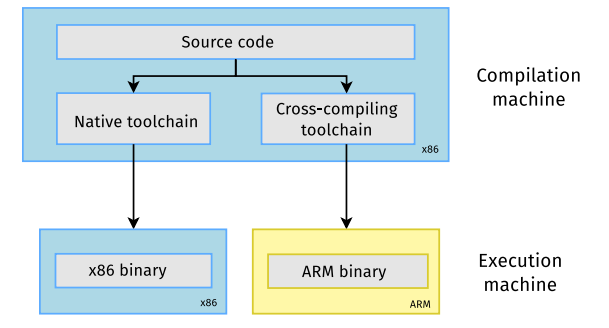 Source code
Compilation
machine
Native toolchain
Cross-compiling
toolchain
x86
x86 binary
ARM binary
Execution
machine
x86
ARM